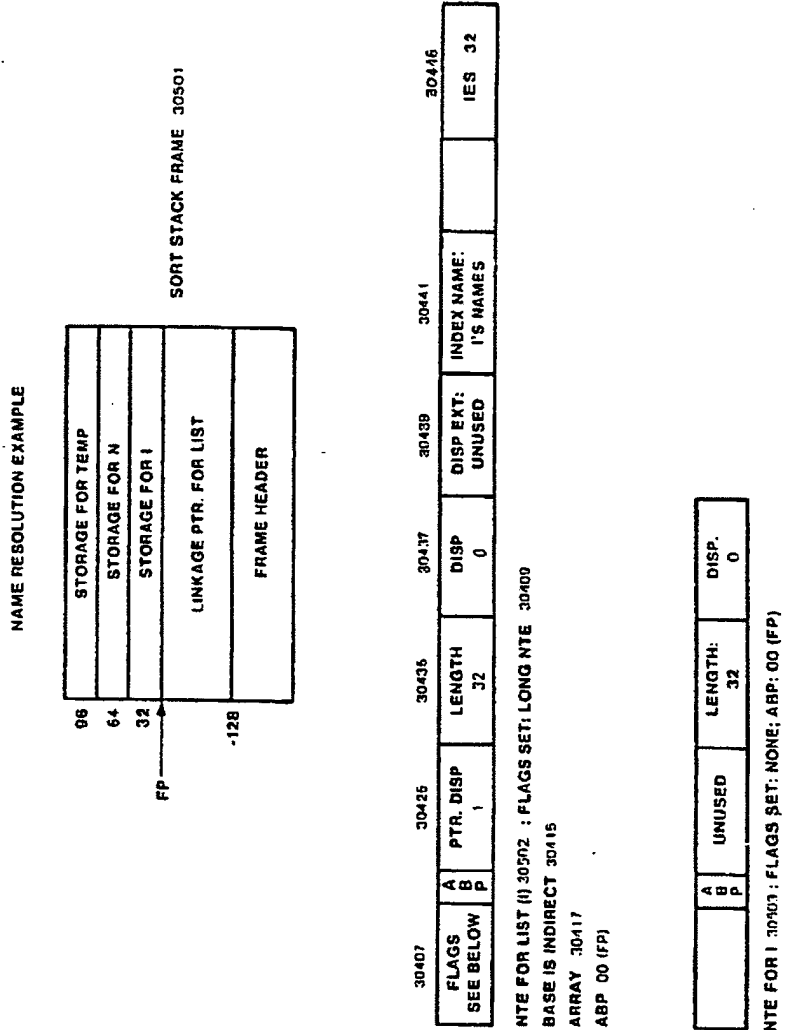 NAME RESOLUTION EXAMPLE
96
STORAGE FOR TEMP
64
STORAGE FOR N
32
STORAGE FOR I
FP
LINKAGE PTR. FOR LIST
-128
FRAME HEADER
SORT STACK FRAME 30501
30407
30425
30435
30437
30439
30441
30446
FLAGS
SEE BELOW
A
B
P
PTR. DISP
1
LENGTH
32
DISP
0
DISP EXT:
UNUSED
INDEX NAME:
I'S NAMES
IES 32
NTE FOR LIST (I) 30502 : FLAGS SET: LONG NTE 30409
BASE IS INDIRECT 30415
ARRAY 30417
ABP 00 (FP)
A
B
P
UNUSED
LENGTH:
32
DISP.
0
NTE FOR I 30503 : FLAGS SET: NONE; ABP: 00 (FP)